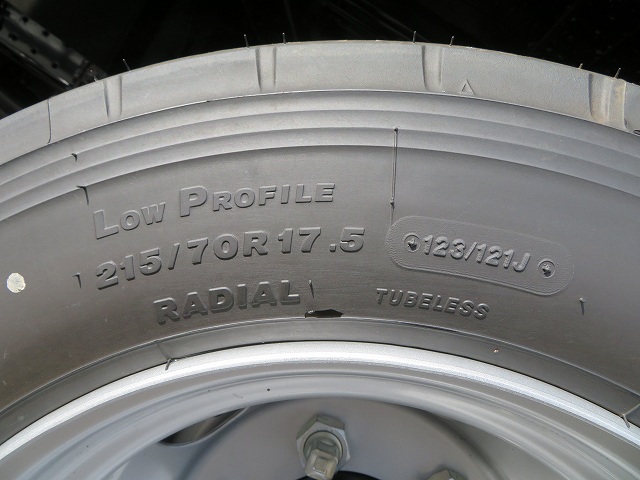 LOW PROFILE
215/70R17.5
123/121J
RADIAL
TUBELESS